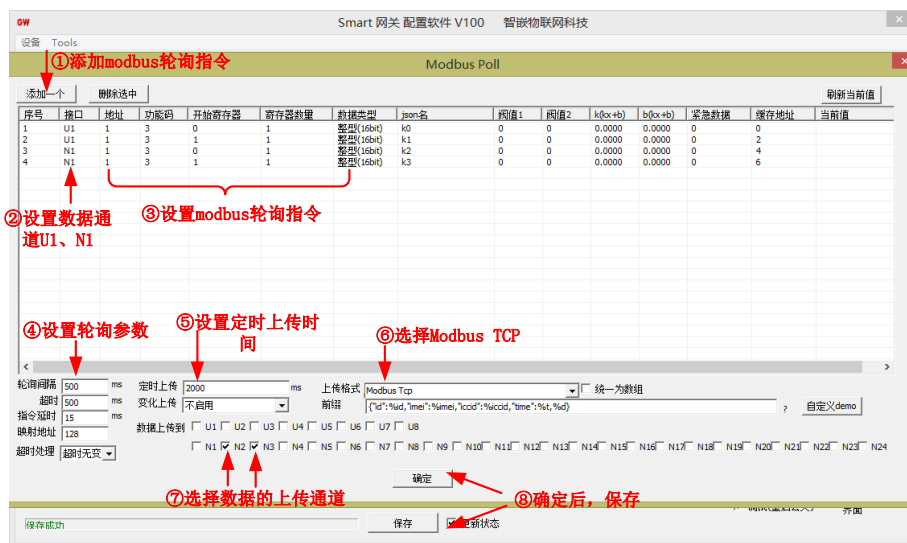 GW Smart 网关 配置软件 V100 智嵌物联网科技
设备 Tools
①添加modbus轮询指令
Modbus Poll
添加一个 删除选中 刷新当前值
序号 接口 地址 功能码 开始寄存器 寄存器数量 数据类型 json名 阀值1 阀值2 k(kx+b) b(kx+b) 紧急数据 缓存地址 当前值
1 U1 1 3 0 1 整型(16bit) k0 0 0 0.0000 0.0000 0 0
2 U1 1 3 1 1 整型(16bit) k1 0 0 0.0000 0.0000 0 2
3 N1 1 3 0 1 整型(16bit) k2 0 0 0.0000 0.0000 0 4
4 N1 1 3 1 1 整型(16bit) k3 0 0 0.0000 0.0000 0 6
②设置数据通
道U1、N1
③设置modbus轮询指令
④设置轮询参数
⑤设置定时上传时
间
⑥选择Modbus TCP
轮询间隔 500 ms 定时上传 2000 ms 上传格式 Modbus Tcp 统一为数组
超时 500 ms 变化上传 不启用 前缀 {"id":%id,"imei":%imei,"iccid":%iccid,"time":%t,%d} ? 自定义demo
指令延时 15 ms
映射地址 128 数据上传到 U1 U2 U3 U4 U5 U6 U7 U8
超时处理 超时无变 N1 N2 N3 N4 N5 N6 N7 N8 N9 N10 N11 N12 N13 N14 N15 N16 N17 N18 N19 N20 N21 N22 N23 N24
确定
⑦选择数据的上传通道
⑧确定后，保存
保存成功 保存 更新状态 界面